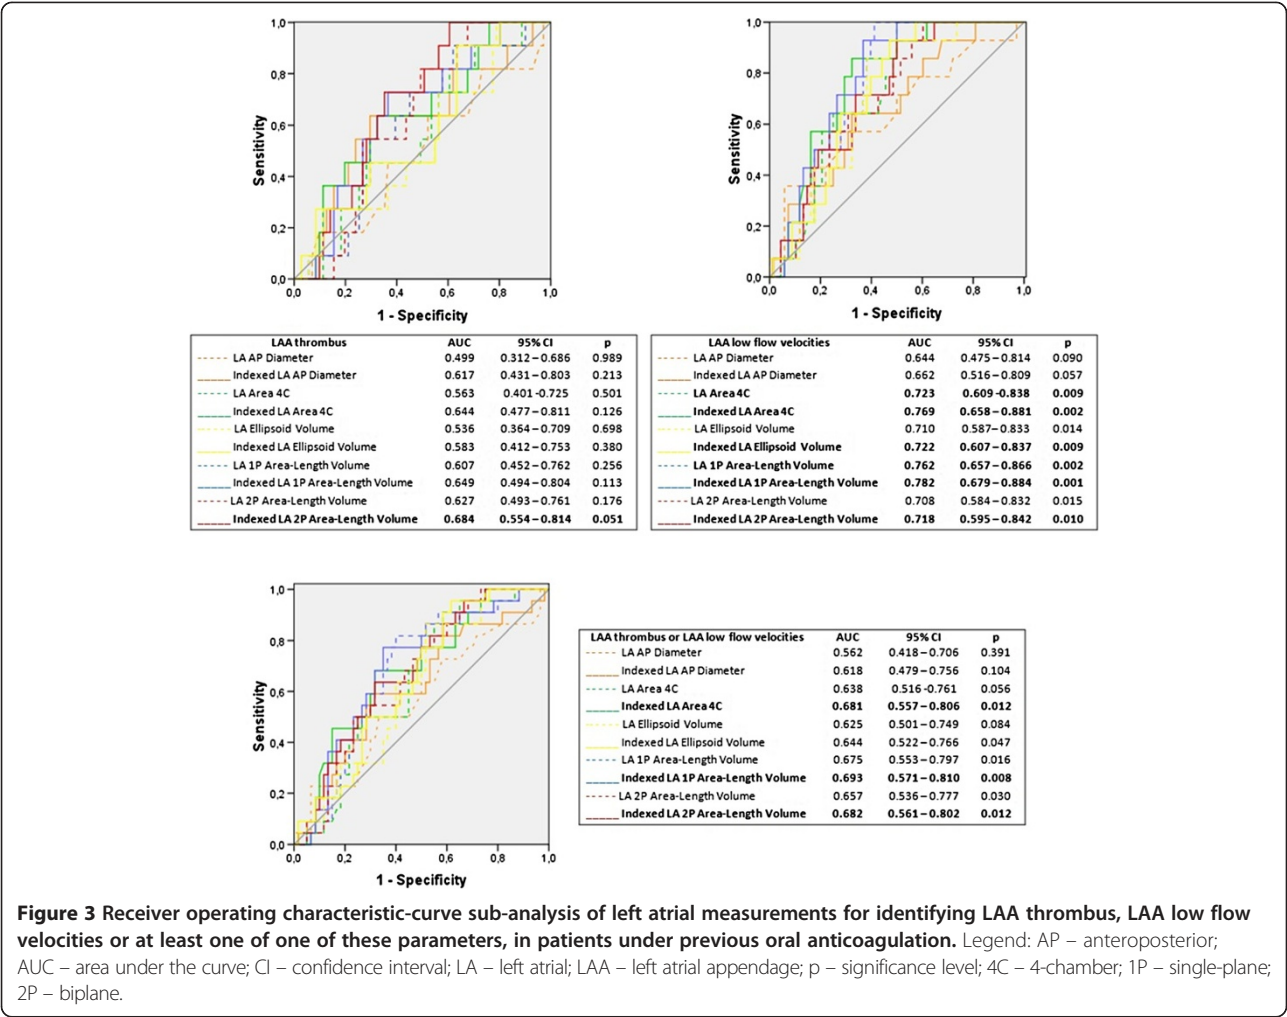 1,0
0,8
0,6
0,4
0,2
0,0
Sensitivity
0,0 0,2 0,4 0,6 0,8 1,0
1 - Specificity
1,0
0,8
0,6
0,4
0,2
0,0
Sensitivity
0,0 0,2 0,4 0,6 0,8 1,0
1 - Specificity
LAA thrombus AUC 95% CI p
LA AP Diameter 0.499 0.312 – 0.686 0.989
Indexed LA AP Diameter 0.617 0.431 – 0.803 0.213
LA Area 4C 0.563 0.401 -0.725 0.501
Indexed LA Area 4C 0.644 0.477 – 0.811 0.126
LA Ellipsoid Volume 0.536 0.364 – 0.709 0.698
Indexed LA Ellipsoid Volume 0.583 0.412 – 0.753 0.380
LA 1P Area-Length Volume 0.607 0.452 – 0.762 0.256
Indexed LA 1P Area-Length Volume 0.649 0.494 – 0.804 0.113
LA 2P Area-Length Volume 0.627 0.493 – 0.761 0.176
Indexed LA 2P Area-Length Volume 0.684 0.554 – 0.814 0.051
LAA low flow velocities AUC 95% CI p
LA AP Diameter 0.644 0.475 – 0.814 0.090
Indexed LA AP Diameter 0.662 0.516 – 0.809 0.057
LA Area 4C 0.723 0.609 -0.838 0.009
Indexed LA Area 4C 0.769 0.658 – 0.881 0.002
LA Ellipsoid Volume 0.710 0.587 – 0.833 0.014
Indexed LA Ellipsoid Volume 0.722 0.607 – 0.837 0.009
LA 1P Area-Length Volume 0.762 0.657 – 0.866 0.002
Indexed LA 1P Area-Length Volume 0.782 0.679 – 0.884 0.001
LA 2P Area-Length Volume 0.708 0.584 – 0.832 0.015
Indexed LA 2P Area-Length Volume 0.718 0.595 – 0.842 0.010
1,0
0,8
0,6
0,4
0,2
0,0
Sensitivity
0,0 0,2 0,4 0,6 0,8 1,0
1 - Specificity
LAA thrombus or LAA low flow velocities AUC 95% CI p
LA AP Diameter 0.562 0.418 – 0.706 0.391
Indexed LA AP Diameter 0.618 0.479 – 0.756 0.104
LA Area 4C 0.638 0.516 -0.761 0.056
Indexed LA Area 4C 0.681 0.557 – 0.806 0.012
LA Ellipsoid Volume 0.625 0.501 – 0.749 0.084
Indexed LA Ellipsoid Volume 0.644 0.522 – 0.766 0.047
LA 1P Area-Length Volume 0.675 0.553 – 0.797 0.016
Indexed LA 1P Area-Length Volume 0.693 0.571 – 0.810 0.008
LA 2P Area-Length Volume 0.657 0.536 – 0.777 0.030
Indexed LA 2P Area-Length Volume 0.682 0.561 – 0.802 0.012
Figure 3 Receiver operating characteristic-curve sub-analysis of left atrial measurements for identifying LAA thrombus, LAA low flow
velocities or at least one of one of these parameters, in patients under previous oral anticoagulation. Legend: AP – anteroposterior;
AUC – area under the curve; CI – confidence interval; LA – left atrial; LAA – left atrial appendage; p – significance level; 4C – 4-chamber; 1P – single-plane;
2P – biplane.